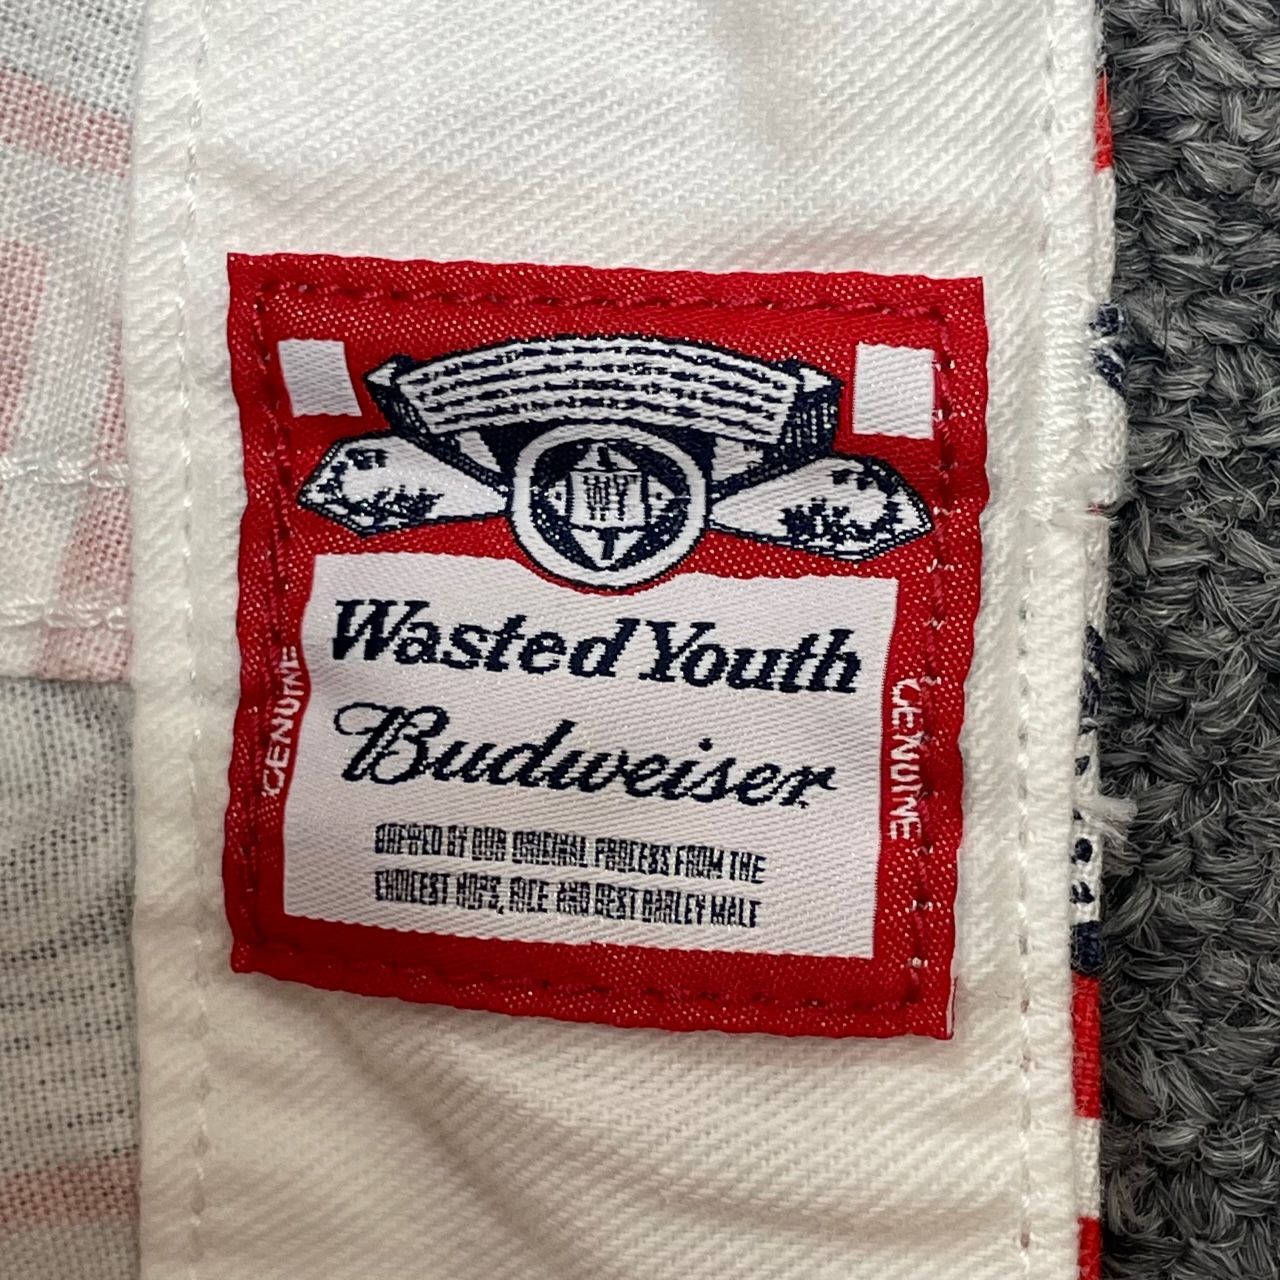 WY
Wasted Youth
Budweiser
GENUINE
GENUINE
BREWED BY OUR ORIGINAL PROCESS FROM THE
CHOICEST HOPS, RICE AND BEST BARLEY MALT